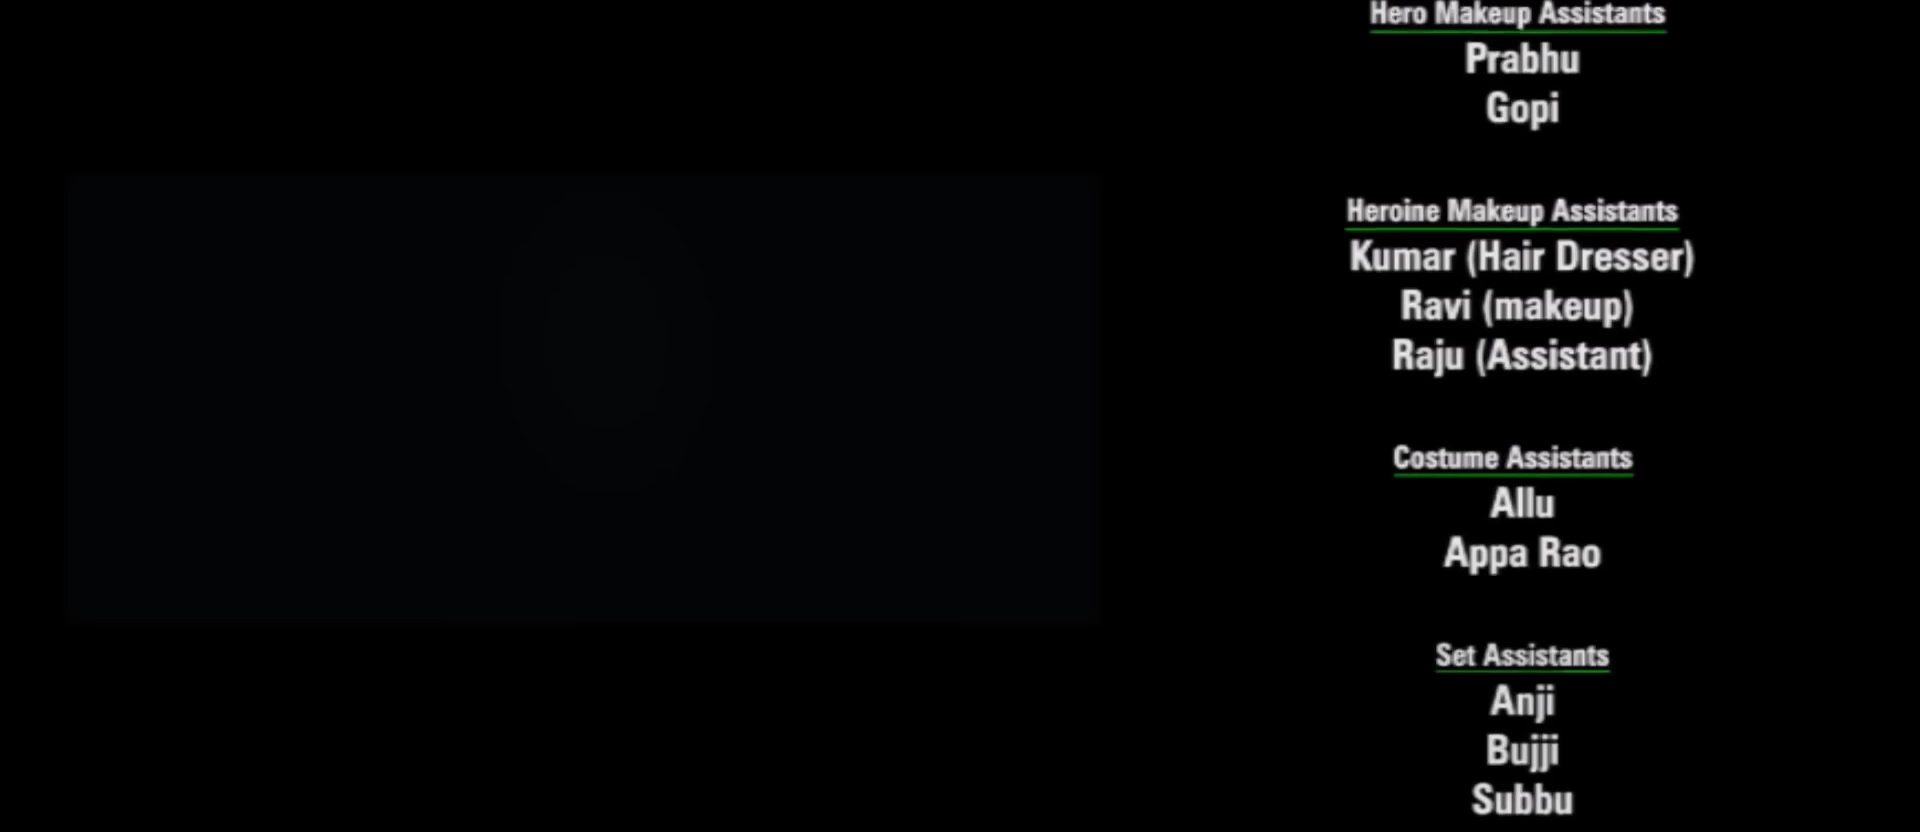 Hero Makeup Assistants
Prabhu
Gopi
Heroine Makeup Assistants
Kumar (Hair Dresser)
Ravi (makeup)
Raju (Assistant)
Costume Assistants
Allu
Appa Rao
Set Assistants
Anji
Bujji
Subbu